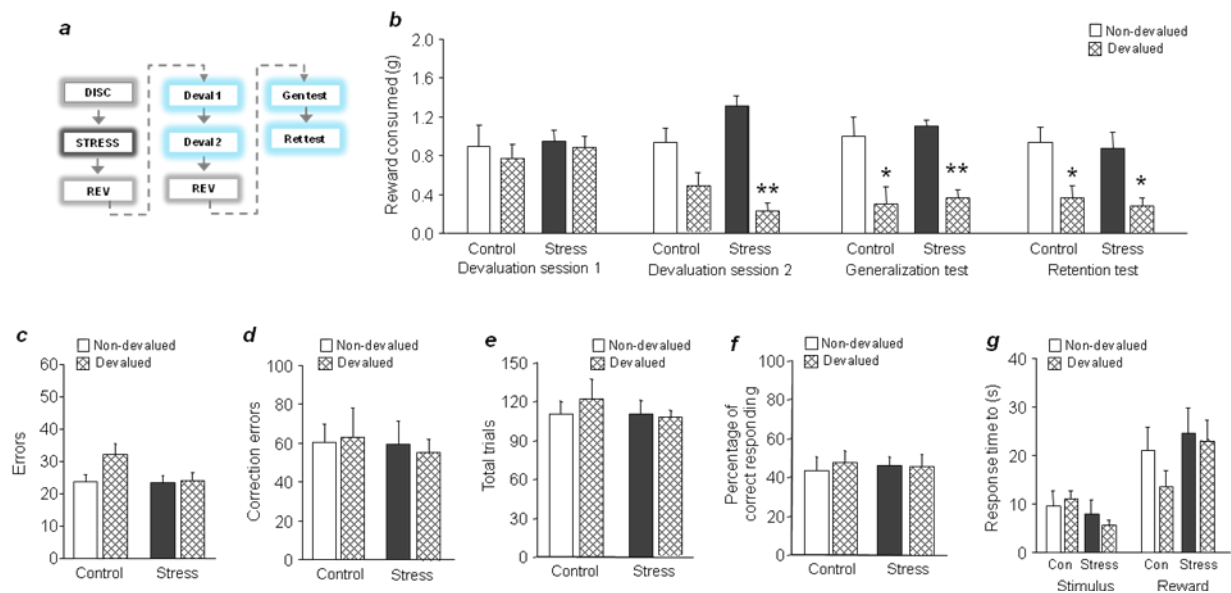 a
DISC
STRESS
REV
Deval 1
Deval 2
REV
Gen test
Ret test
b
Non-devalued
Devalued
Reward consumed (g)
2.0
1.6
1.2
0.8
0.4
0.0
** * ** * *
Control Stress Control Stress Control Stress Control Stress
Devaluation session 1 Devaluation session 2 Generalization test Retention test
c
Non-devalued
Devalued
Errors
60
50
40
30
20
10
0
Control Stress
d
Non-devalued
Devalued
Correction errors
100
80
60
40
20
0
Control Stress
e
Non-devalued
Devalued
Total trials
150
120
90
60
30
0
Control Stress
f
Non-devalued
Devalued
Percentage of
correct responding
100
80
60
40
20
0
Control Stress
g
Non-devalued
Devalued
Response time to (s)
40
30
20
10
0
Con Stress Con Stress
Stimulus Reward